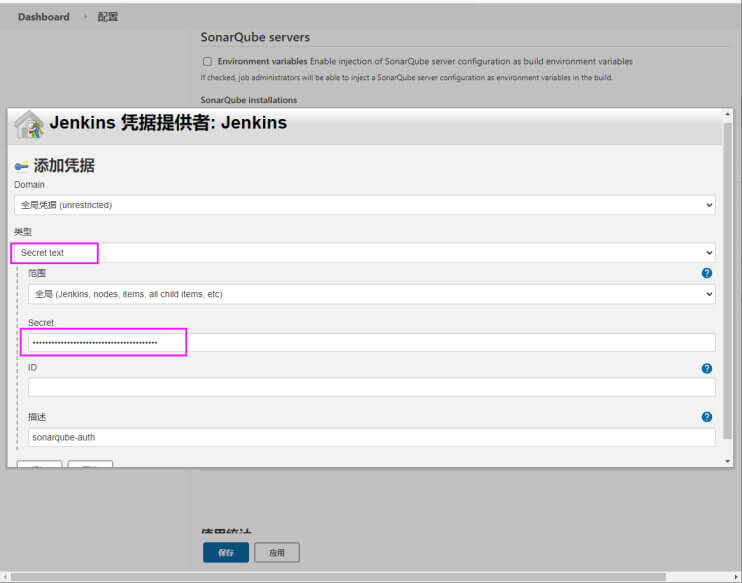 Dashboard › 配置
SonarQube servers
Environment variables Enable injection of SonarQube server configuration as build environment variables
If checked, job administrators will be able to inject a SonarQube server configuration as environment variables in the build.
SonarQube installations
Jenkins 凭据提供者: Jenkins
添加凭据
Domain
全局凭据 (unrestricted)
类型
Secret text
范围
全局 (Jenkins, nodes, items, all child items, etc)
Secret
••••••••••••••••••••••••••••••••••••••••
ID
描述
sonarqube-auth
使用统计
保存 应用